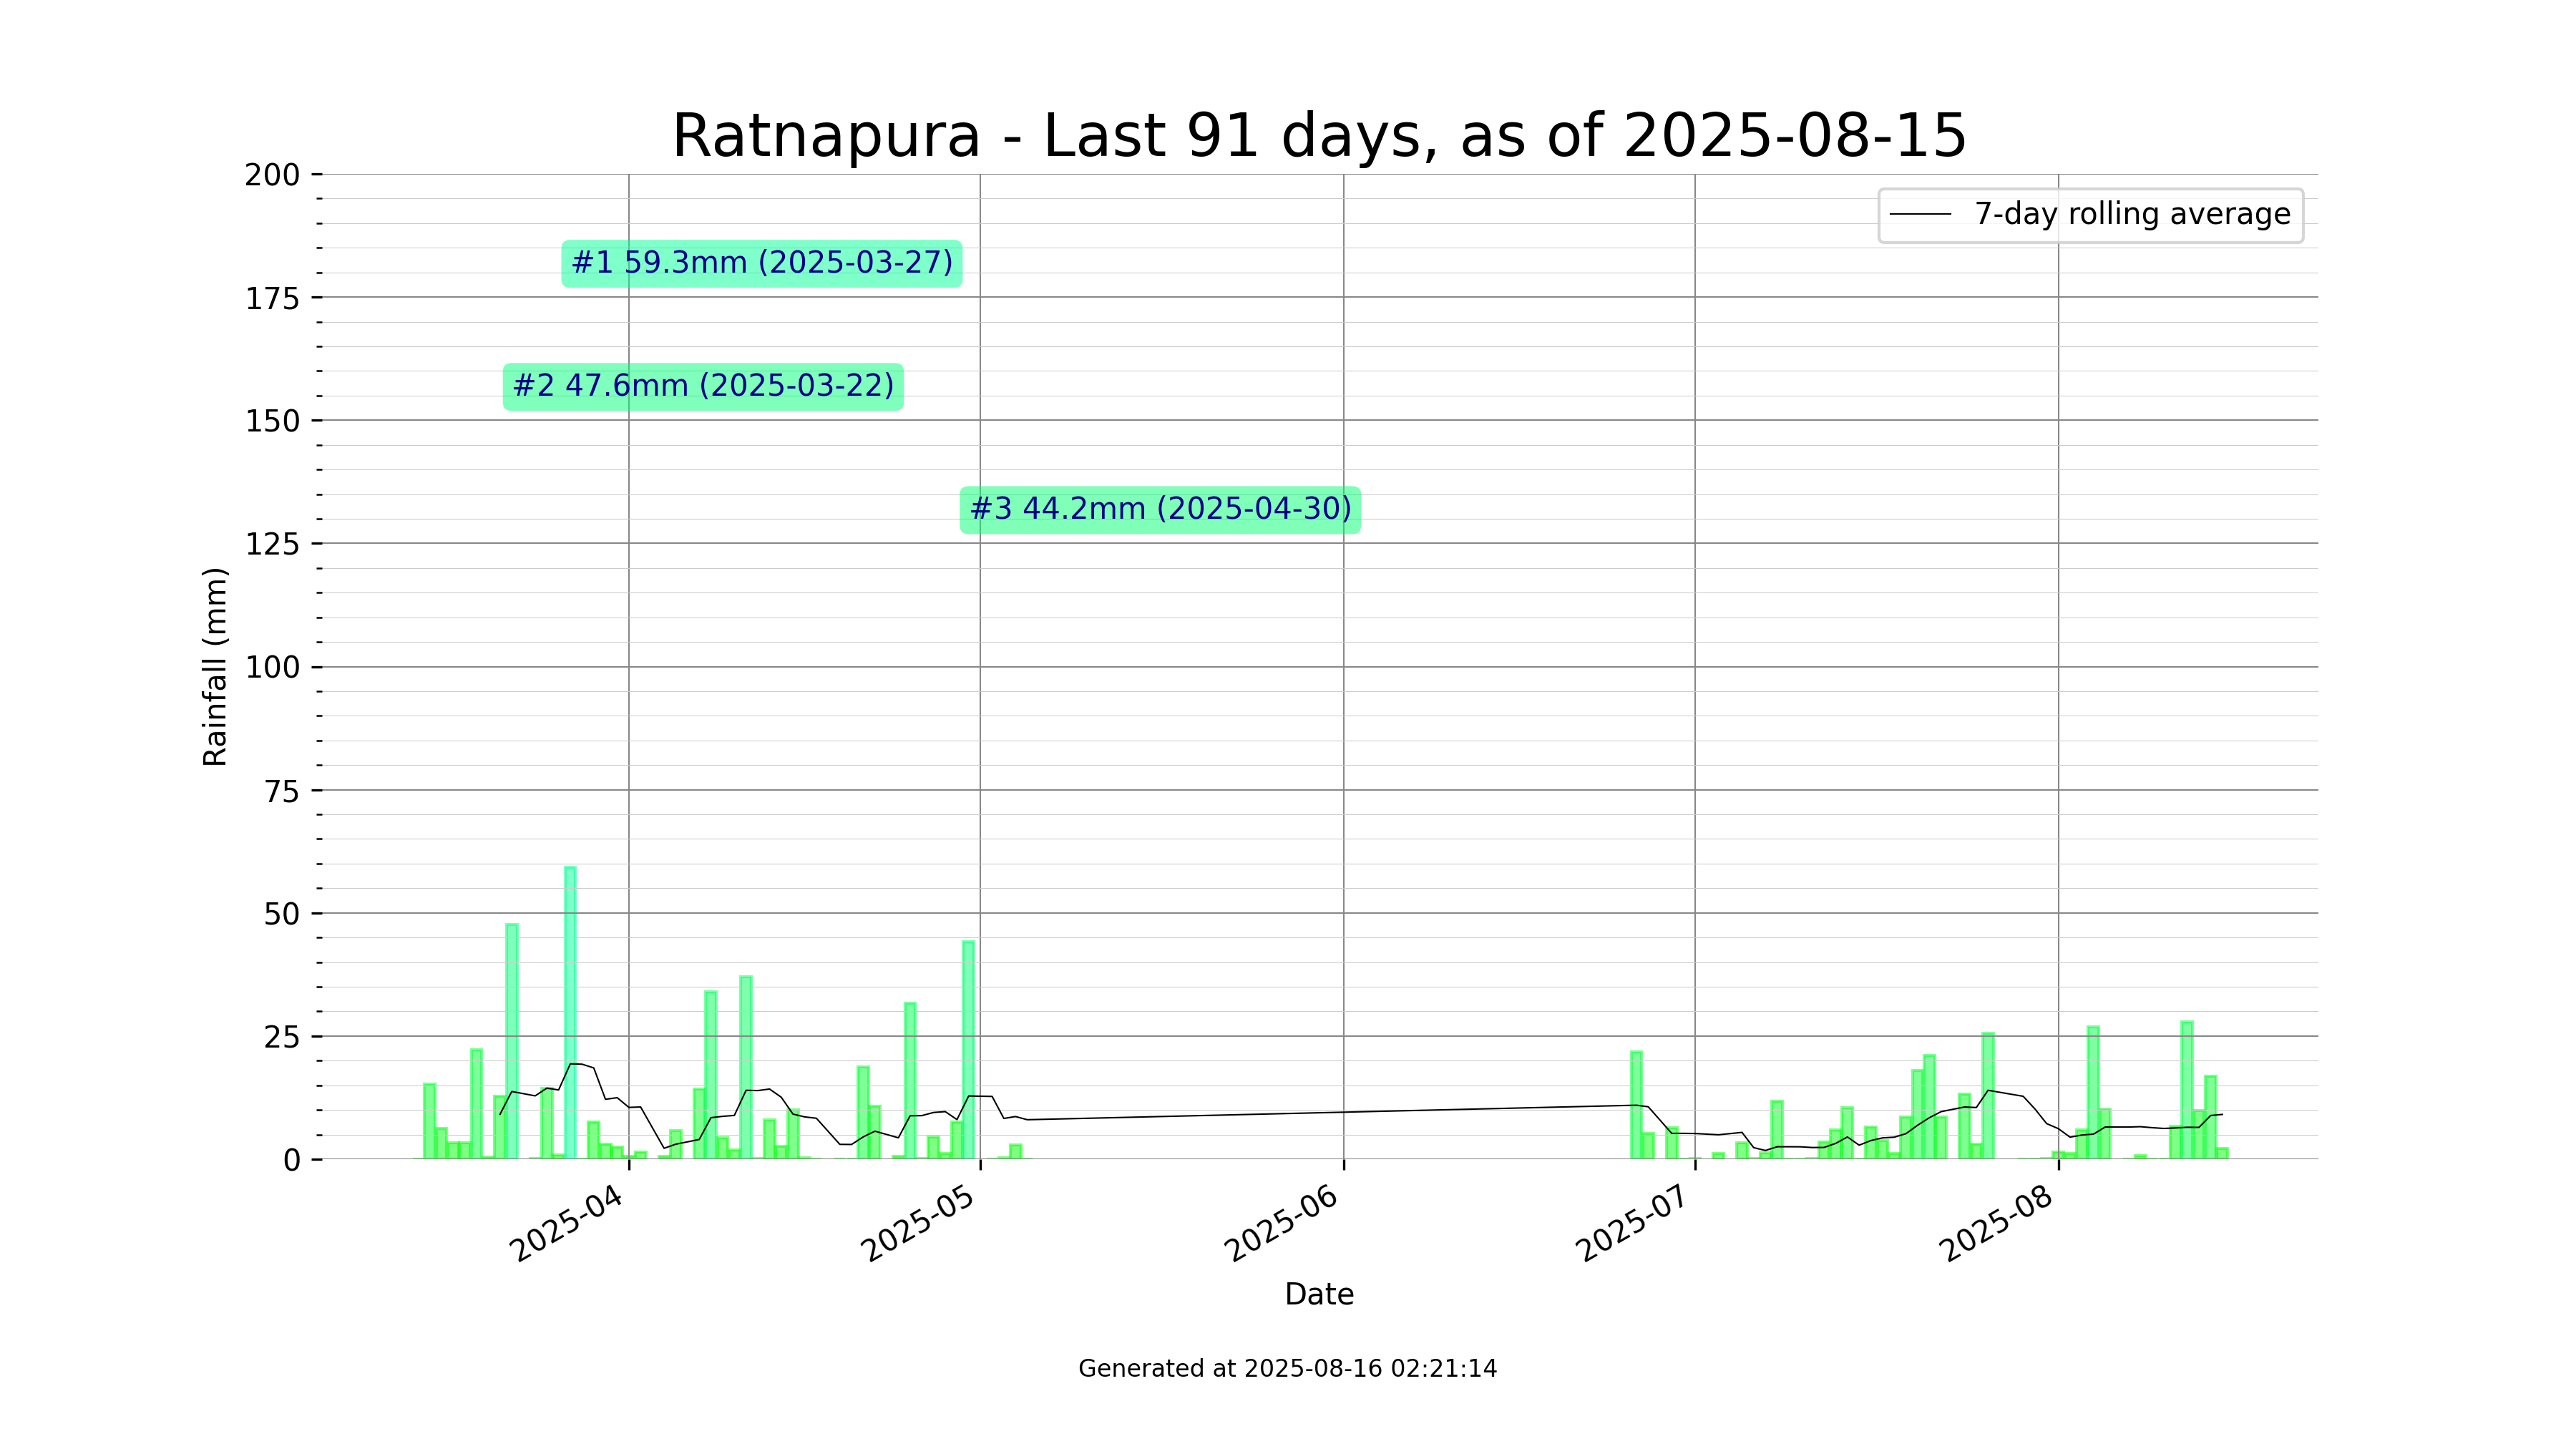 Ratnapura - Last 91 days, as of 2025-08-15
200
175
150
125
100
75
50
25
0
Rainfall (mm)
7-day rolling average
#1 59.3mm (2025-03-27)
#2 47.6mm (2025-03-22)
#3 44.2mm (2025-04-30)
2025-04
2025-05
2025-06
2025-07
2025-08
Date
Generated at 2025-08-16 02:21:14